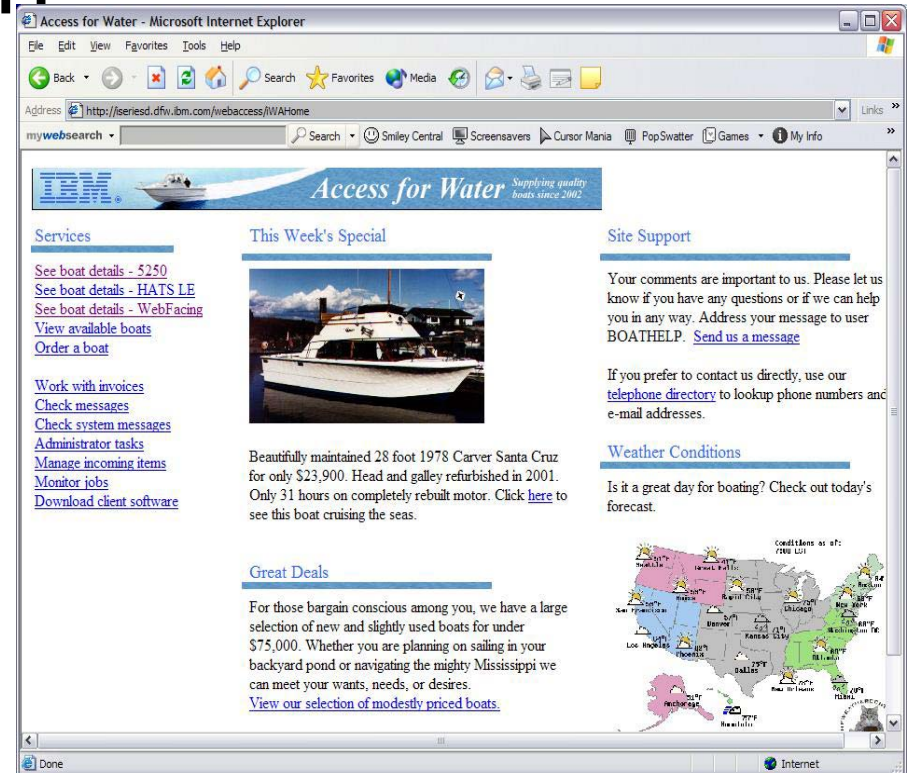 Access for Water - Microsoft Internet Explorer
File Edit View Favorites Tools Help
Back Search Favorites Media
Address http://iseriesd.dfw.ibm.com/webaccess/iWAHome Links »
mywebsearch Search Smiley Central Screensavers Cursor Mania PopSwatter Games My Info »
IBM Access for Water Supplying quality
boats since 2002
Services
See boat details - 5250
See boat details - HATS LE
See boat details - WebFacing
View available boats
Order a boat
Work with invoices
Check messages
Check system messages
Administrator tasks
Manage incoming items
Monitor jobs
Download client software
This Week's Special
Beautifully maintained 28 foot 1978 Carver Santa Cruz
for only $23,900. Head and galley refurbished in 2001.
Only 31 hours on completely rebuilt motor. Click here to
see this boat cruising the seas.
Great Deals
For those bargain conscious among you, we have a large
selection of new and slightly used boats for under
$75,000. Whether you are planning on sailing in your
backyard pond or navigating the mighty Mississippi we
can meet your wants, needs, or desires.
View our selection of modestly priced boats.
Site Support
Your comments are important to us. Please let us
know if you have any questions or if we can help
you in any way. Address your message to user
BOATHELP. Send us a message
If you prefer to contact us directly, use our
telephone directory to lookup phone numbers and
e-mail addresses.
Weather Conditions
Is it a great day for boating? Check out today's
forecast.
Conditions as of:
Seattle
Great Falls
Boise
Rapid City
Boston
San Francisco
Chicago
New York
Denver
Kansas City
Washington DC
Los Angeles
Phoenix
Atlanta
Dallas
New Orleans
Miami
Anchorage
Honolulu
Done Internet